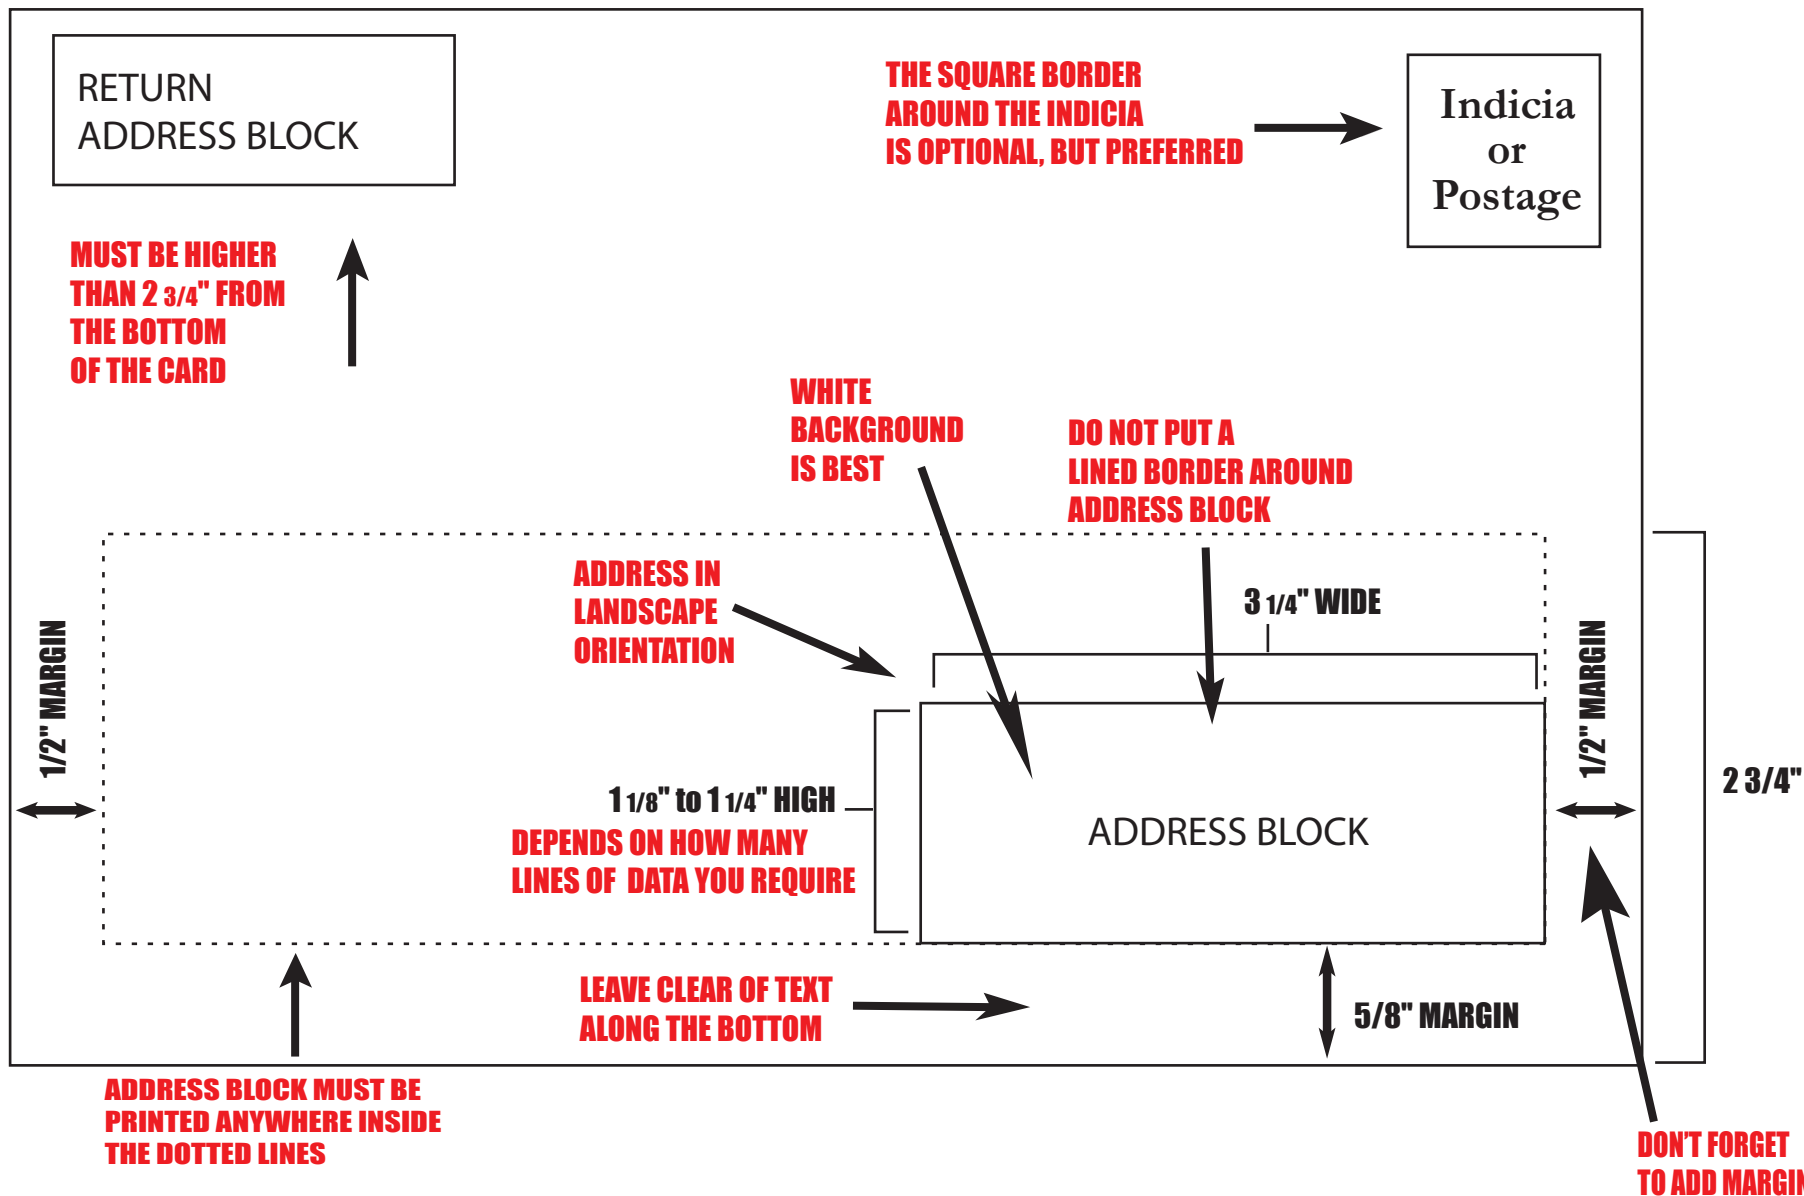 RETURN
ADDRESS BLOCK
THE SQUARE BORDER
AROUND THE INDICIA
IS OPTIONAL, BUT PREFERRED
Indicia
or
Postage
MUST BE HIGHER
THAN 2 3/4" FROM
THE BOTTOM
OF THE CARD
WHITE
BACKGROUND
IS BEST
DO NOT PUT A
LINED BORDER AROUND
ADDRESS BLOCK
ADDRESS IN
LANDSCAPE
ORIENTATION
3 1/4" WIDE
1/2" MARGIN
1/2" MARGIN
2 3/4"
1 1/8" to 1 1/4" HIGH
DEPENDS ON HOW MANY
LINES OF DATA YOU REQUIRE
ADDRESS BLOCK
LEAVE CLEAR OF TEXT
ALONG THE BOTTOM
5/8" MARGIN
ADDRESS BLOCK MUST BE
PRINTED ANYWHERE INSIDE
THE DOTTED LINES
DON'T FORGET
TO ADD MARGIN